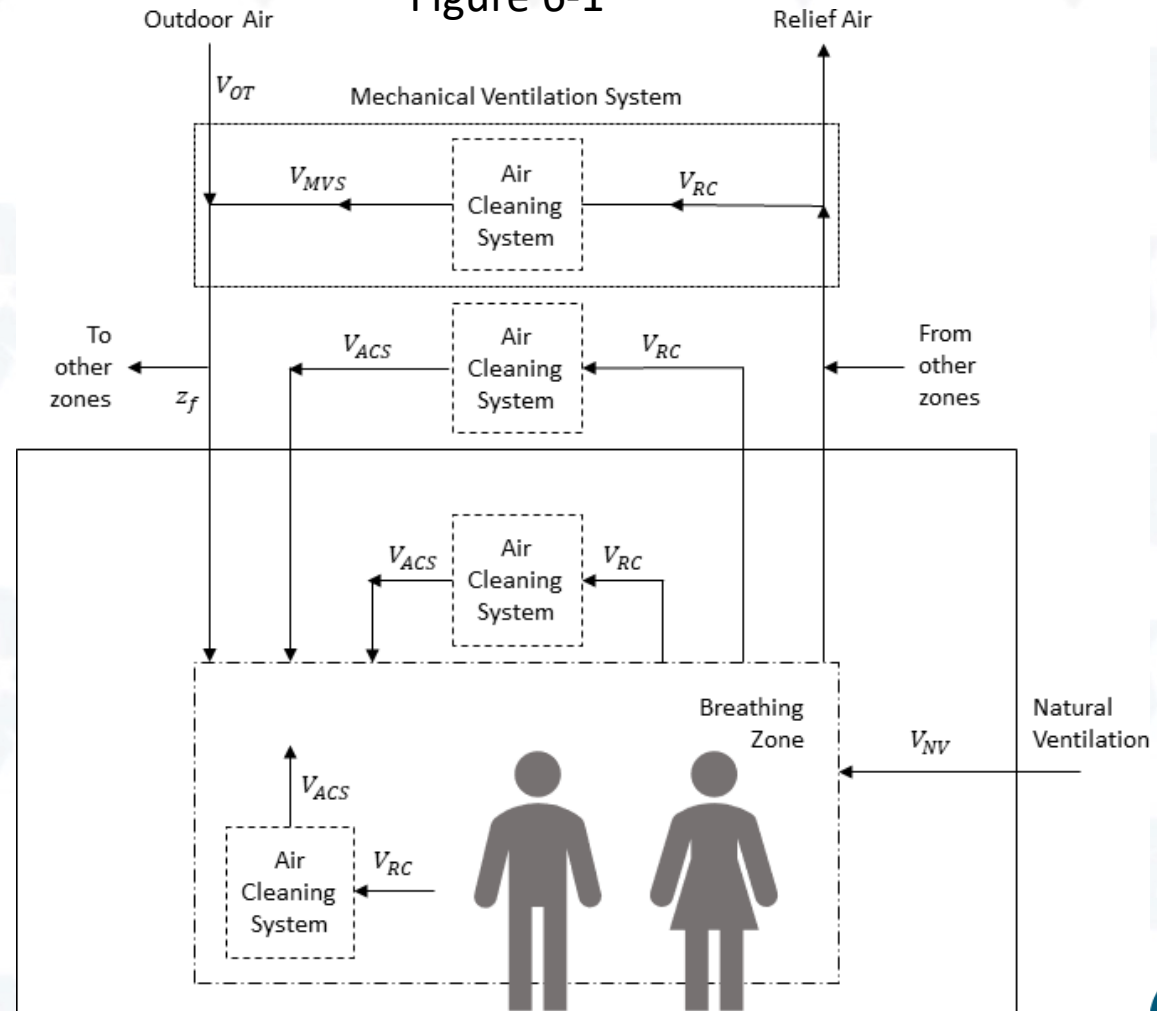 Figure 6-1
Outdoor Air
Relief Air
V_OT
Mechanical Ventilation System
V_MVS
Air
Cleaning
System
V_RC
To
other
zones
z_f
V_ACS
Air
Cleaning
System
V_RC
From
other
zones
V_ACS
Air
Cleaning
System
V_RC
Breathing
Zone
V_NV
Natural
Ventilation
V_ACS
Air
Cleaning
System
V_RC